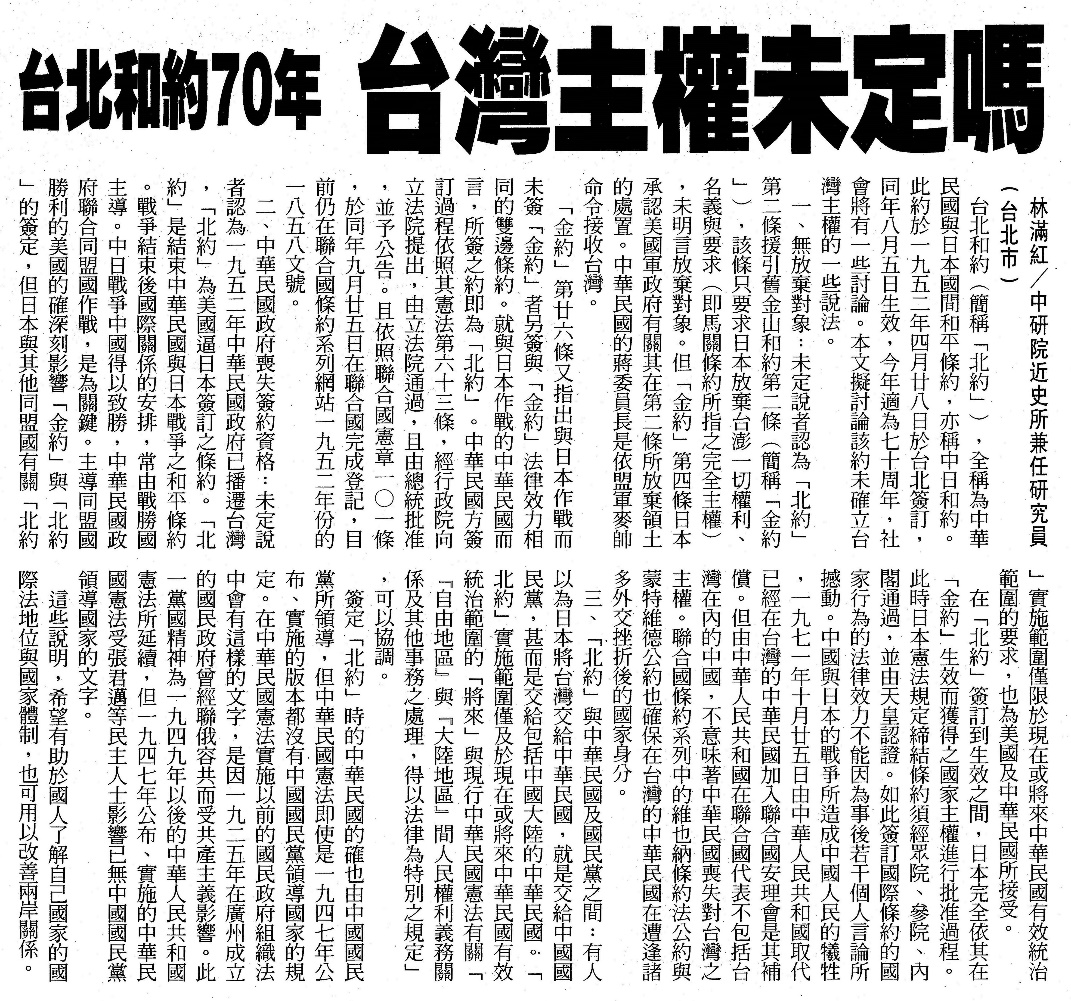 台北和約70年 台灣主權未定嗎
林滿紅／中研院近史所兼任研究員
（台北市）
台北和約（簡稱「北約」），全稱為中華
民國與日本國間和平條約，亦稱中日和約。
此約於一九五二年四月廿八日於台北簽訂，
同年八月五日生效，今年適為七十周年，社
會將有一些討論。本文擬討論該約未確立台
灣主權的一些說法。
一、無放棄對象：未定說者認為「北約」
第二條援引舊金山和約第二條（簡稱「金約
」），該條只要求日本放棄台澎一切權利、
名義與要求（即馬關條約所指之完全主權）
，未明言放棄對象。但「金約」第四條日本
承認美國軍政府有關其在第二條所放棄領土
的處置。中華民國的蔣委員長是依盟軍麥帥
命令接收台灣。
「金約」第廿六條又指出與日本作戰而
未簽「金約」者另簽與「金約」法律效力相
同的雙邊條約。就與日本作戰的中華民國而
言，所簽之約即為「北約」。中華民國方簽
訂過程依照其憲法第六十三條，經行政院向
立法院提出，由立法院通過，且由總統批准
，並予公告。且依照聯合國憲章一〇一條
，於同年九月廿五日在聯合國完成登記，目
前仍在聯合國條約系列網站一九五二年份的
一八五八文號。
二、中華民國政府喪失簽約資格：未定說
者認為一九五二年中華民國政府已播遷台灣
，「北約」為美國逼日本簽訂之條約。「北
約」是結束中華民國與日本戰爭之和平條約
。戰爭結束後國際關係的安排，常由戰勝國
主導。中日戰爭中國得以致勝，中華民國政
府聯合同盟國作戰，是為關鍵。主導同盟國
勝利的美國的確深刻影響「金約」與「北約
」的簽定，但日本與其他同盟國有關「北約
」實施範圍僅限於現在或將來中華民國有效統治
範圍的要求，也為美國及中華民國所接受。
在「北約」簽訂到生效之間，日本完全依其在
「金約」生效而獲得之國家主權進行批准過程。
此時日本憲法規定締結條約須經眾院、參院、內
閣通過，並由天皇認證。如此簽訂國際條約的國
家行為的法律效力不能因為事後若干個人言論所
撼動。中國與日本的戰爭所造成中國人民的犧牲
，一九七一年十月廿五日由中華人民共和國取代
已經在台灣的中華民國加入聯合國安理會是其補
償。但由中華人民共和國在聯合國代表不包括台
灣在內的中國，不意味著中華民國喪失對台灣之
主權。聯合國條約系列中的維也納條約法公約與
蒙特維德公約也確保在台灣的中華民國在遭逢諸
多外交挫折後的國家身分。
三、「北約」與中華民國及國民黨之間：有人
以為日本將台灣交給中華民國，就是交給中國國
民黨，甚而是交給包括中國大陸的中華民國。「
北約」實施範圍僅及於現在或將來中華民國有效
統治範圍的「將來」與現行中華民國憲法有關「
『自由地區』與『大陸地區』間人民權利義務關
係及其他事務之處理，得以法律為特別之規定」
，可以協調。
簽定「北約」時的中華民國的確也由中國國民
黨所領導，但中華民國憲法即使是一九四七年公
布、實施的版本都沒有中國國民黨領導國家的規
定。在中華民國憲法實施以前的國民政府組織法
中會有這樣的文字，是因一九二五年在廣州成立
的國民政府曾經聯俄容共而受共產主義影響。此
一黨國精神為一九四九年以後的中華人民共和國
憲法所延續，但一九四七年公布、實施的中華民
國憲法受張君邁等民主人士影響已無中國國民黨
領導國家的文字。
這些說明，希望有助於國人了解自己國家的國
際法地位與國家體制，也可用以改善兩岸關係。